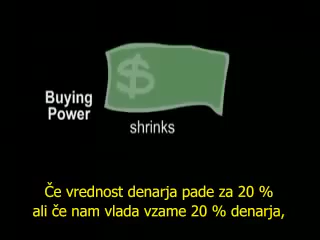 $
Buying
Power
shrinks
Če vrednost denarja pade za 20 %
ali če nam vlada vzame 20 % denarja,